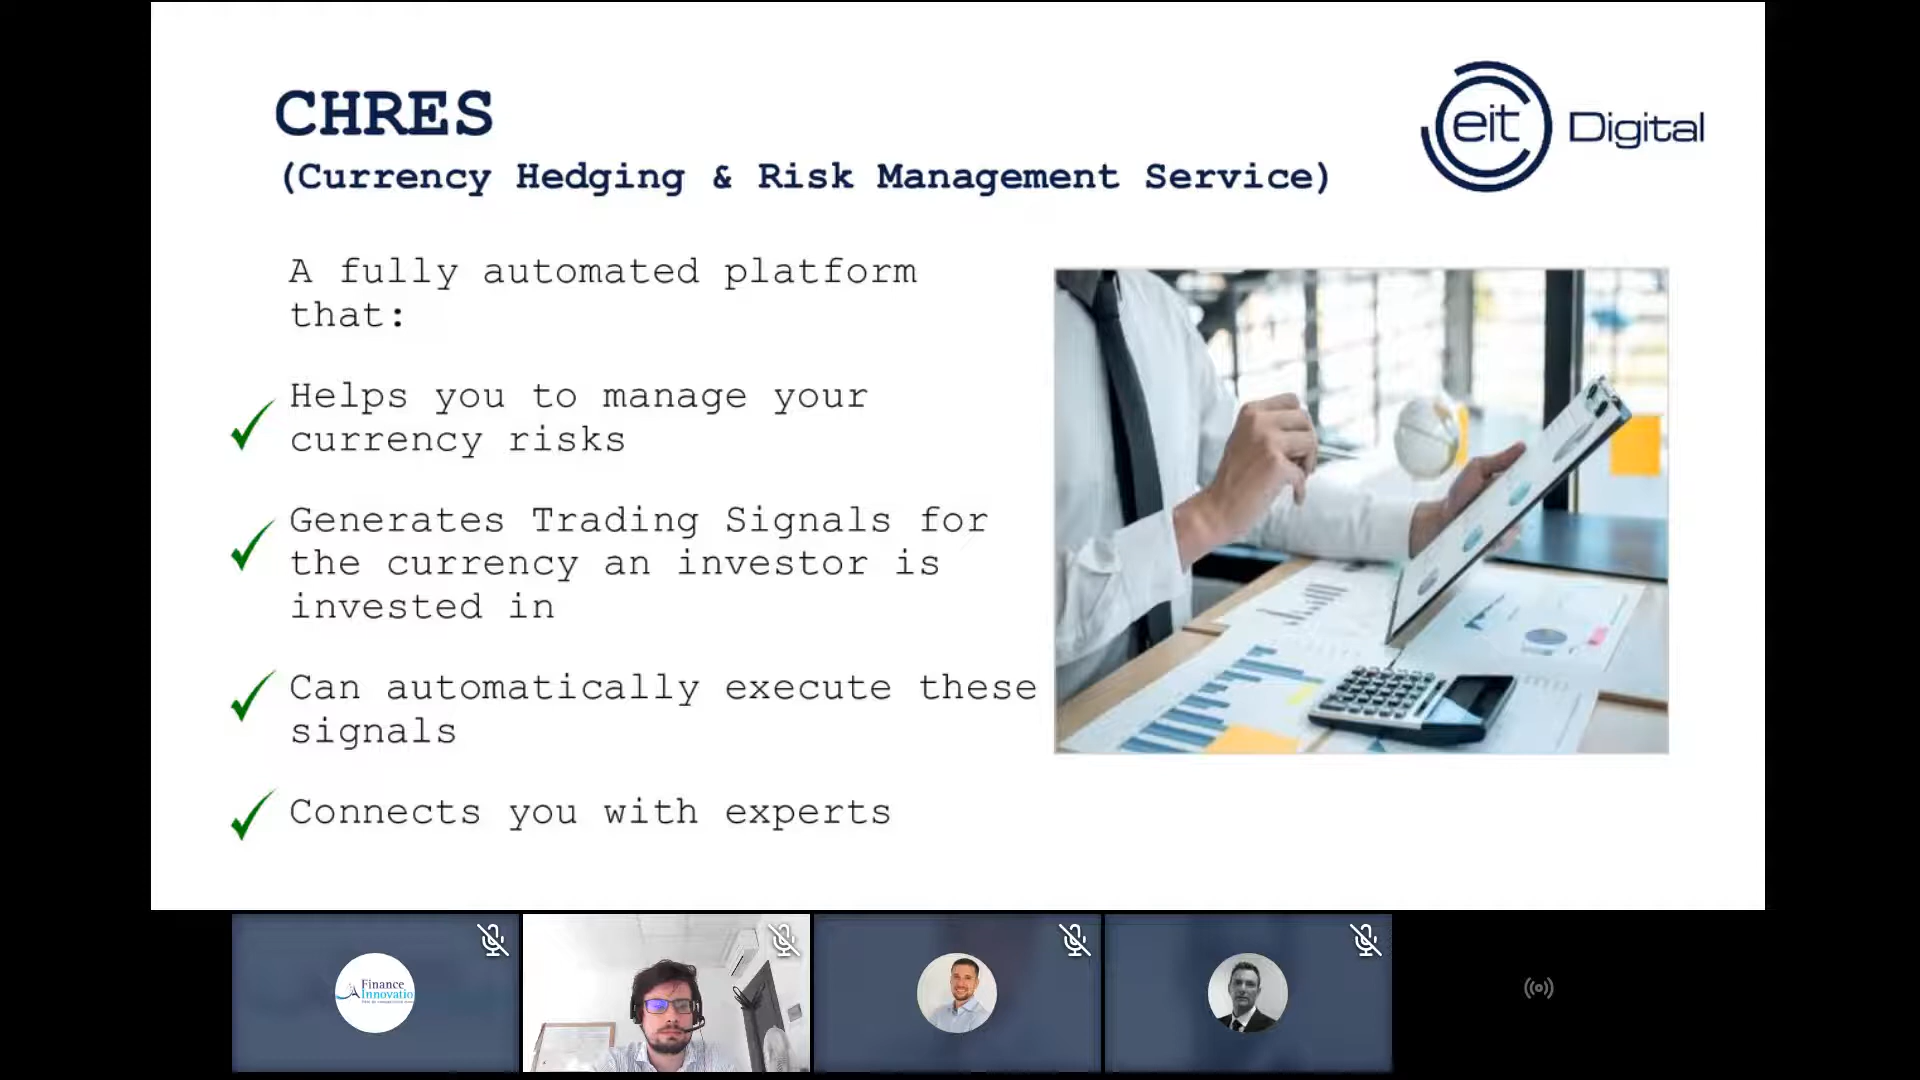 CHRES
eit Digital
(Currency Hedging & Risk Management Service)
A fully automated platform
that:
Helps you to manage your
currency risks
Generates Trading Signals for
the currency an investor is
invested in
Can automatically execute these
signals
Connects you with experts
Finance
Innovatio